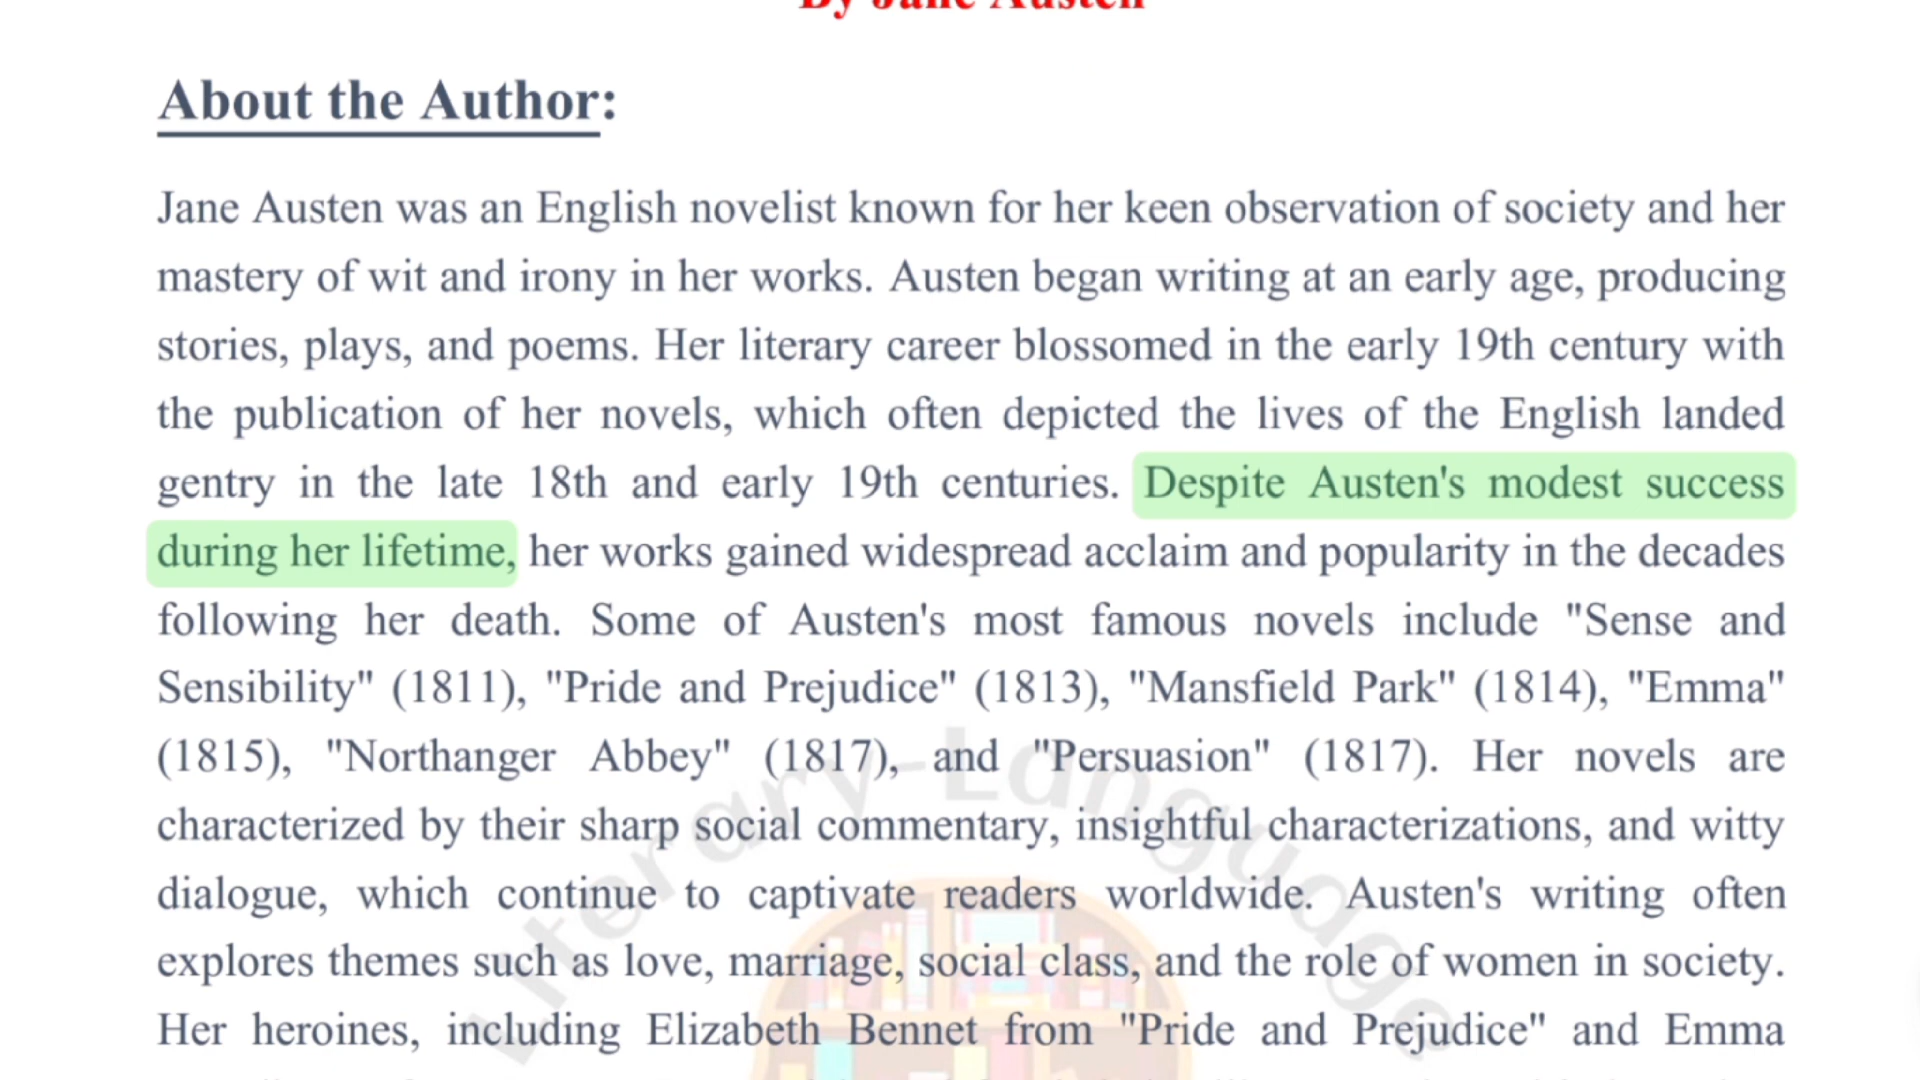 By Jane Austen
About the Author:
Jane Austen was an English novelist known for her keen observation of society and her
mastery of wit and irony in her works. Austen began writing at an early age, producing
stories, plays, and poems. Her literary career blossomed in the early 19th century with
the publication of her novels, which often depicted the lives of the English landed
gentry in the late 18th and early 19th centuries. Despite Austen's modest success
during her lifetime, her works gained widespread acclaim and popularity in the decades
following her death. Some of Austen's most famous novels include "Sense and
Sensibility" (1811), "Pride and Prejudice" (1813), "Mansfield Park" (1814), "Emma"
(1815), "Northanger Abbey" (1817), and "Persuasion" (1817). Her novels are
characterized by their sharp social commentary, insightful characterizations, and witty
dialogue, which continue to captivate readers worldwide. Austen's writing often
explores themes such as love, marriage, social class, and the role of women in society.
Her heroines, including Elizabeth Bennet from "Pride and Prejudice" and Emma
Literary-Language